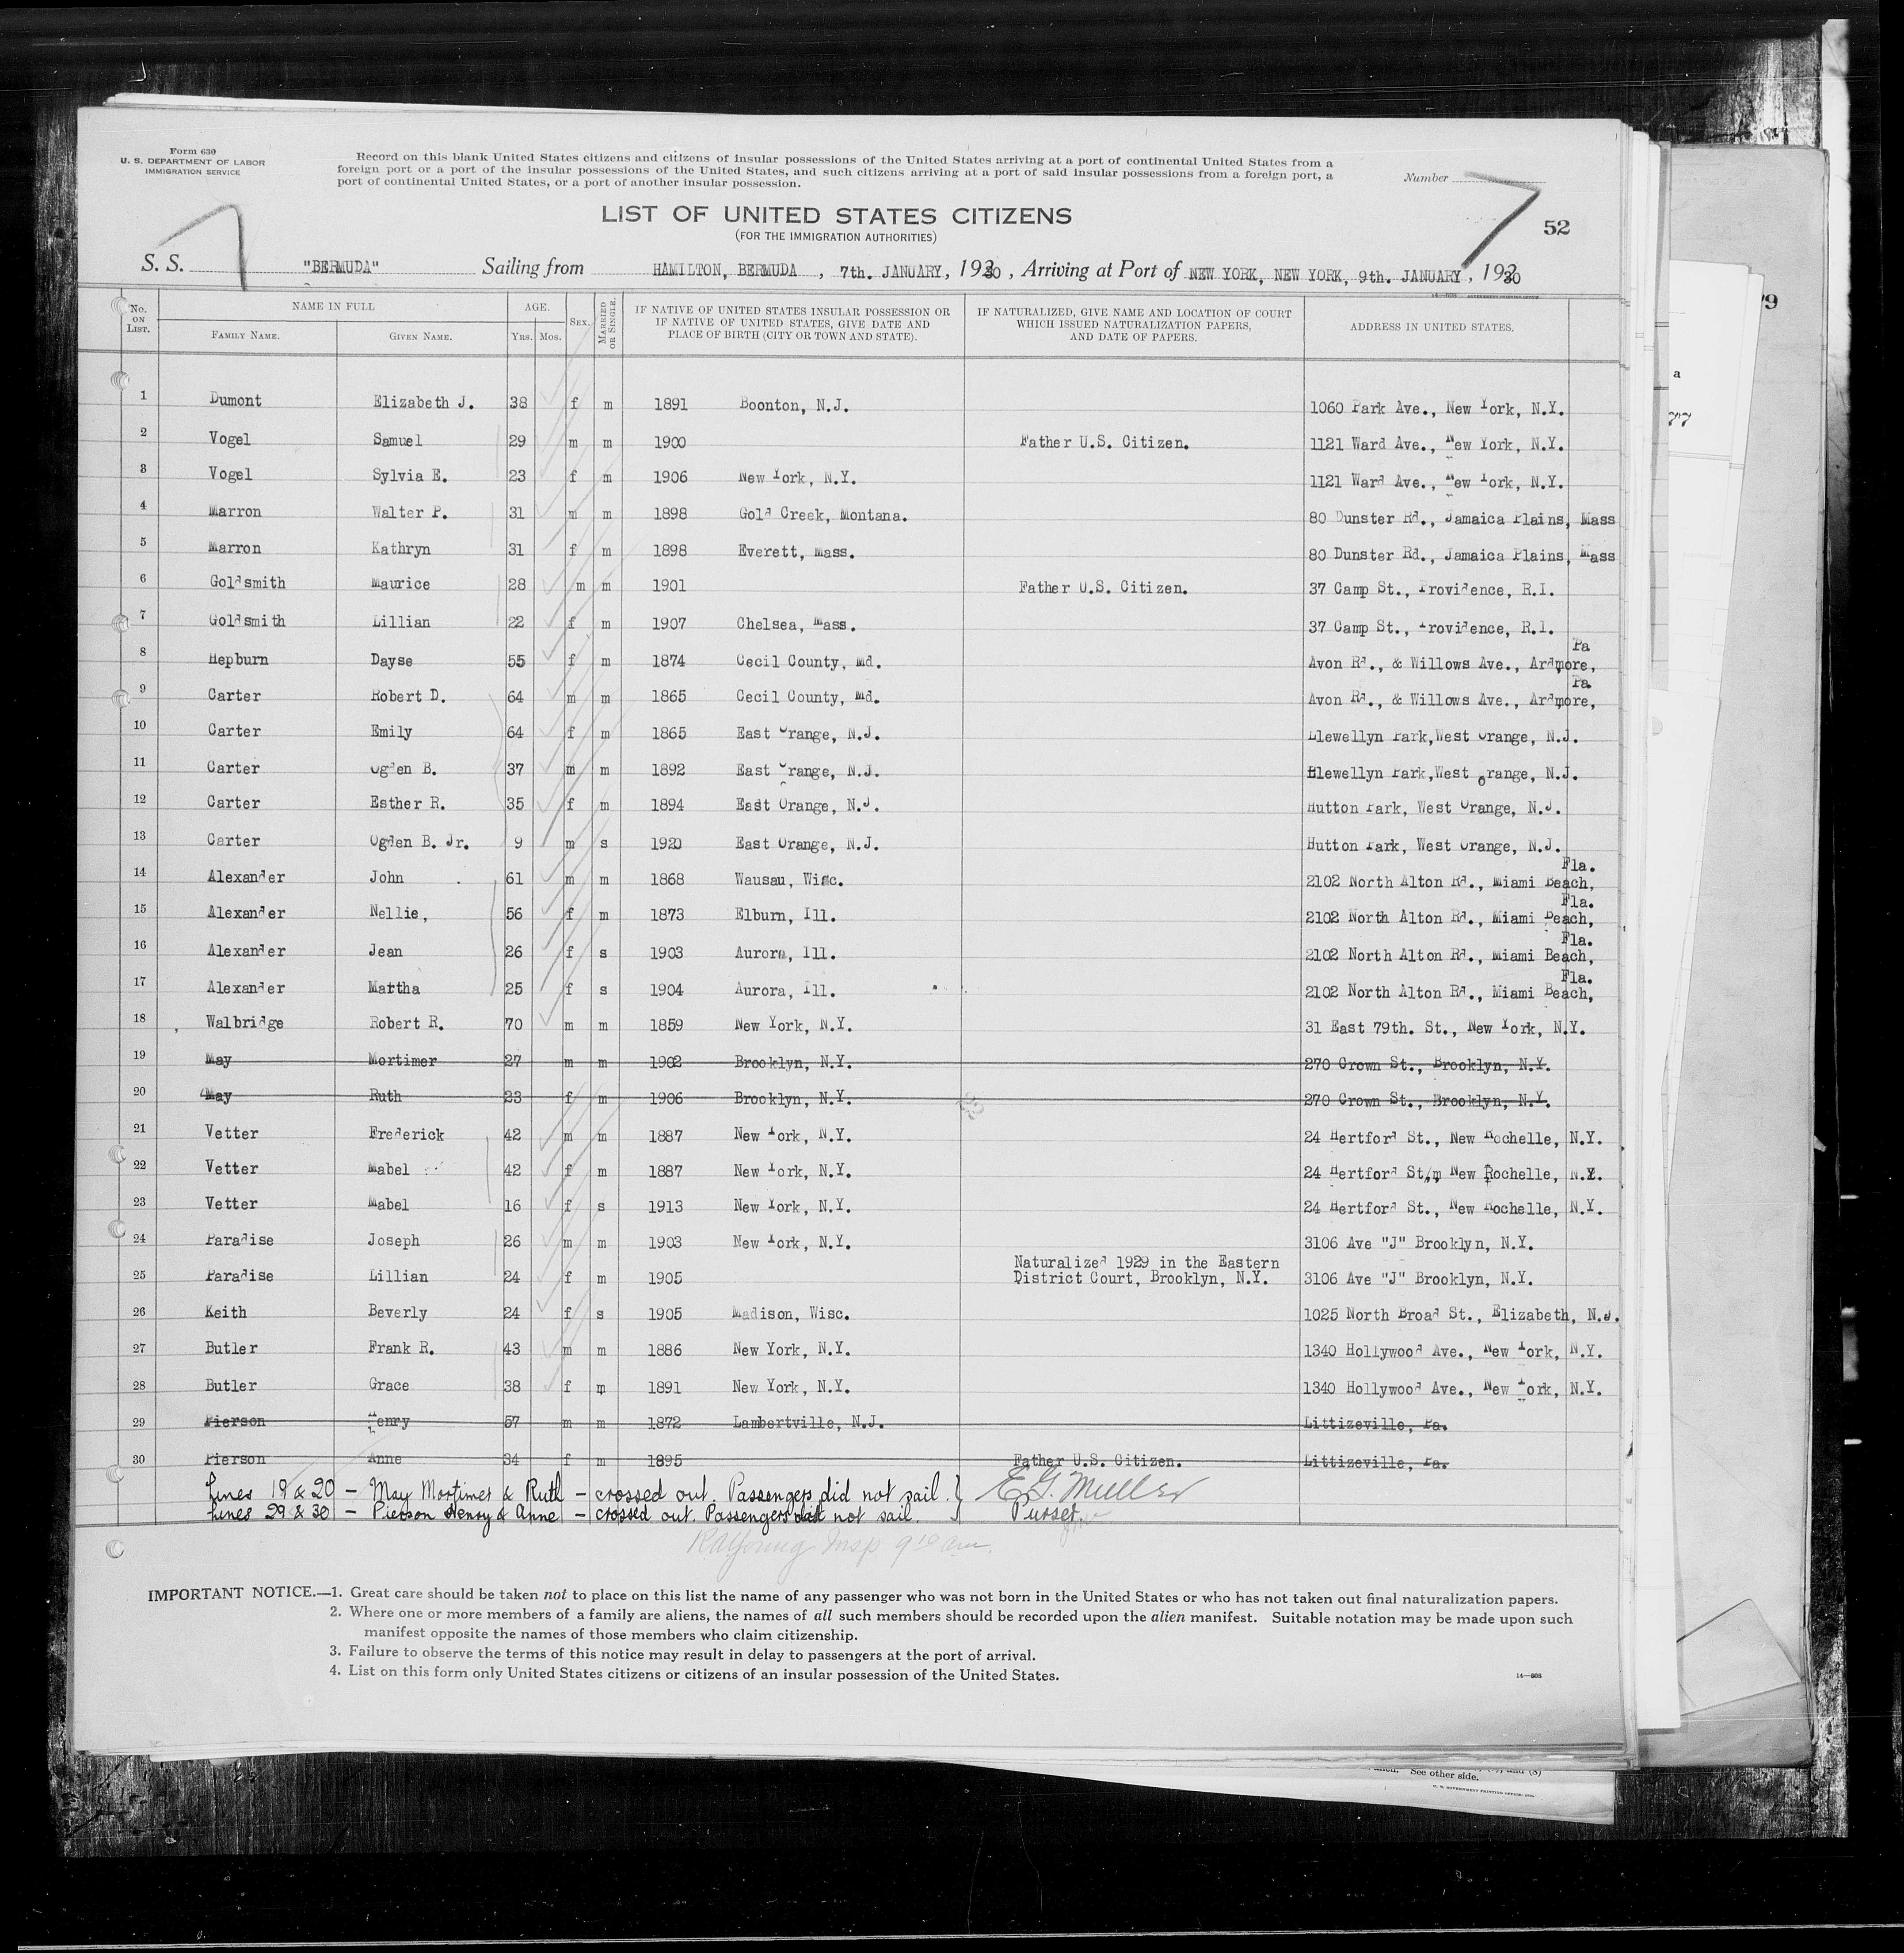 Form 630
U. S. DEPARTMENT OF LABOR
IMMIGRATION SERVICE
Record on this blank United States citizens and citizens of insular possessions of the United States arriving at a port of continental United States from a
foreign port or a port of the insular possessions of the United States, and such citizens arriving at a port of said insular possessions from a foreign port, a
port of continental United States, or a port of another insular possession.
Number
LIST OF UNITED STATES CITIZENS
(FOR THE IMMIGRATION AUTHORITIES)
52
S. S. "BERMUDA" Sailing from HAMILTON, BERMUDA , 7th. JANUARY, 1930 , Arriving at Port of NEW YORK, NEW YORK, 9th. JANUARY , 1930
No. ON LIST. NAME IN FULL FAMILY NAME. GIVEN NAME. AGE. YRS. MOS. SEX. MARRIED OR SINGLE. IF NATIVE OF UNITED STATES INSULAR POSSESSION OR IF NATIVE OF UNITED STATES, GIVE DATE AND PLACE OF BIRTH (CITY OR TOWN AND STATE). IF NATURALIZED, GIVE NAME AND LOCATION OF COURT WHICH ISSUED NATURALIZATION PAPERS, AND DATE OF PAPERS. ADDRESS IN UNITED STATES.
1 Dumont Elizabeth J. 38 f m 1891 Boonton, N.J. 1060 Park Ave., New York, N.Y.
2 Vogel Samuel 29 m m 1900 Father U.S. Citizen. 1121 Ward Ave., New York, N.Y.
3 Vogel Sylvia E. 23 f m 1906 New York, N.Y. 1121 Ward Ave., New York, N.Y.
4 Marron Walter P. 31 m m 1898 Gold Creek, Montana. 80 Dunster Rd., Jamaica Plains, Mass
5 Marron Kathryn 31 f m 1898 Everett, Mass. 80 Dunster Rd., Jamaica Plains, Mass
6 Goldsmith Maurice 28 m m 1901 Father U.S. Citizen. 37 Camp St., Providence, R.I.
7 Goldsmith Lillian 22 f m 1907 Chelsea, Mass. 37 Camp St., Providence, R.I.
8 Hepburn Dayse 55 f m 1874 Cecil County, Md. Avon Rd., & Willows Ave., Ardmore, Pa
9 Carter Robert D. 64 m m 1865 Cecil County, Md. Avon Rd., & Willows Ave., Ardmore, Pa.
10 Carter Emily 64 f m 1865 East Orange, N.J. Llewellyn Park,West Orange, N.J.
11 Carter Ogden B. 37 m m 1892 East Orange, N.J. Llewellyn Park,West Orange, N.J.
12 Carter Esther R. 35 f m 1894 East Orange, N.J. Hutton Park, West Orange, N.J.
13 Carter Ogden B. Jr. 9 m s 1920 East Orange, N.J. Hutton Park, West Orange, N.J.
14 Alexander John 61 m m 1868 Wausau, Wisc. 2102 North Alton Rd., Miami Beach, Fla.
15 Alexander Nellie, 56 f m 1873 Elburn, Ill. 2102 North Alton Rd., Miami Beach, Fla.
16 Alexander Jean 26 f s 1903 Aurora, Ill. 2102 North Alton Rd., Miami Beach, Fla.
17 Alexander Martha 25 f s 1904 Aurora, Ill. 2102 North Alton Rd., Miami Beach, Fla.
18 Walbridge Robert R. 70 m m 1859 New York, N.Y. 31 East 79th. St., New York, N.Y.
19 May Mortimer 27 m m 1902 Brooklyn, N.Y. 270 Crown St., Brooklyn, N.Y.
20 May Ruth 23 f m 1906 Brooklyn, N.Y. 270 Crown St., Brooklyn, N.Y.
21 Vetter Frederick 42 m m 1887 New York, N.Y. 24 Hertford St., New Rochelle, N.Y.
22 Vetter Mabel 42 f m 1887 New York, N.Y. 24 Hertford St., New Rochelle, N.Y.
23 Vetter Mabel 16 f s 1913 New York, N.Y. 24 Hertford St., New Rochelle, N.Y.
24 Paradise Joseph 26 m m 1903 New York, N.Y. 3106 Ave "J" Brooklyn, N.Y.
25 Paradise Lillian 24 f m 1905 Naturalized 1929 in the Eastern District Court, Brooklyn, N.Y. 3106 Ave "J" Brooklyn, N.Y.
26 Keith Beverly 24 f s 1905 Madison, Wisc. 1025 North Broad St., Elizabeth, N.J.
27 Butler Frank R. 43 m m 1886 New York, N.Y. 1340 Hollywood Ave., New York, N.Y.
28 Butler Grace 38 f m 1891 New York, N.Y. 1340 Hollywood Ave., New York, N.Y.
29 Pierson Henry 57 m m 1872 Lambertville, N.J. Littizeville, Pa.
30 Pierson Anne 34 f m 1895 Father U.S. Citizen. Littizeville, Pa.
Lines 19 & 20 – May Mortimer & Ruth – crossed out. Passengers did not sail. } E. G. Muller
Lines 29 & 30 – Pierson Henry & Anne – crossed out. Passengers did not sail. } Purser.
Insp 9 10 am.
IMPORTANT NOTICE.—1. Great care should be taken not to place on this list the name of any passenger who was not born in the United States or who has not taken out final naturalization papers.
2. Where one or more members of a family are aliens, the names of all such members should be recorded upon the alien manifest. Suitable notation may be made upon such
manifest opposite the names of those members who claim citizenship.
3. Failure to observe the terms of this notice may result in delay to passengers at the port of arrival.
4. List on this form only United States citizens or citizens of an insular possession of the United States.
See other side.